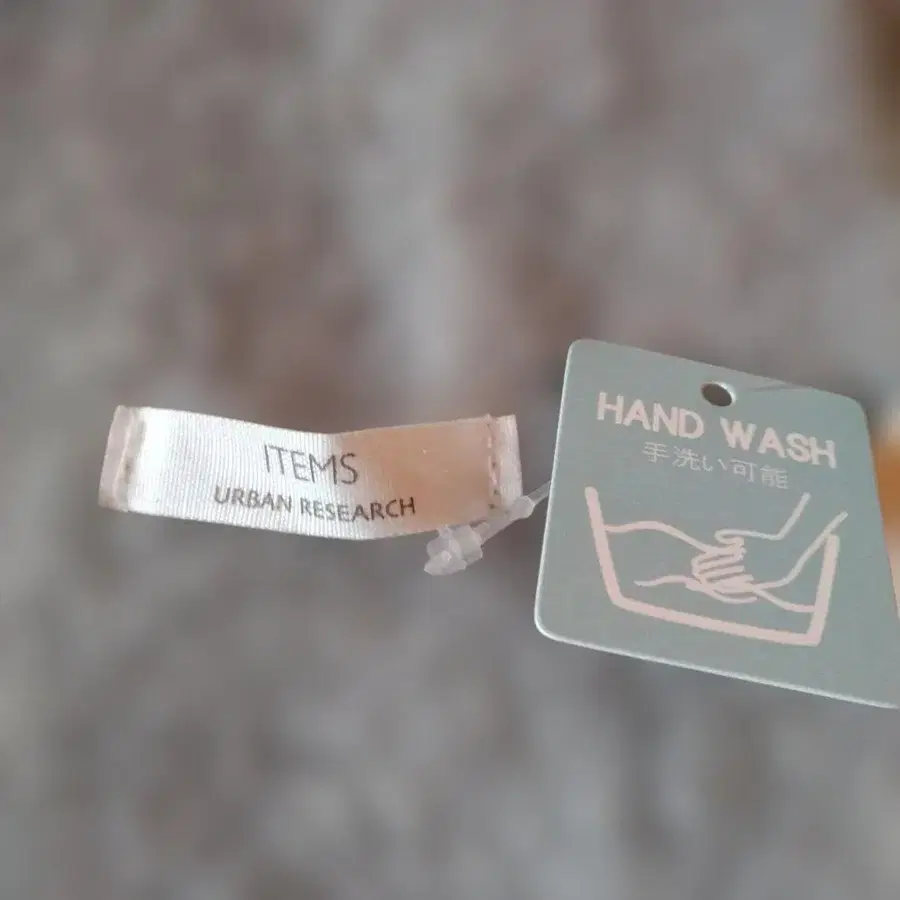 ITEMS
URBAN RESEARCH
HAND WASH
手洗い可能